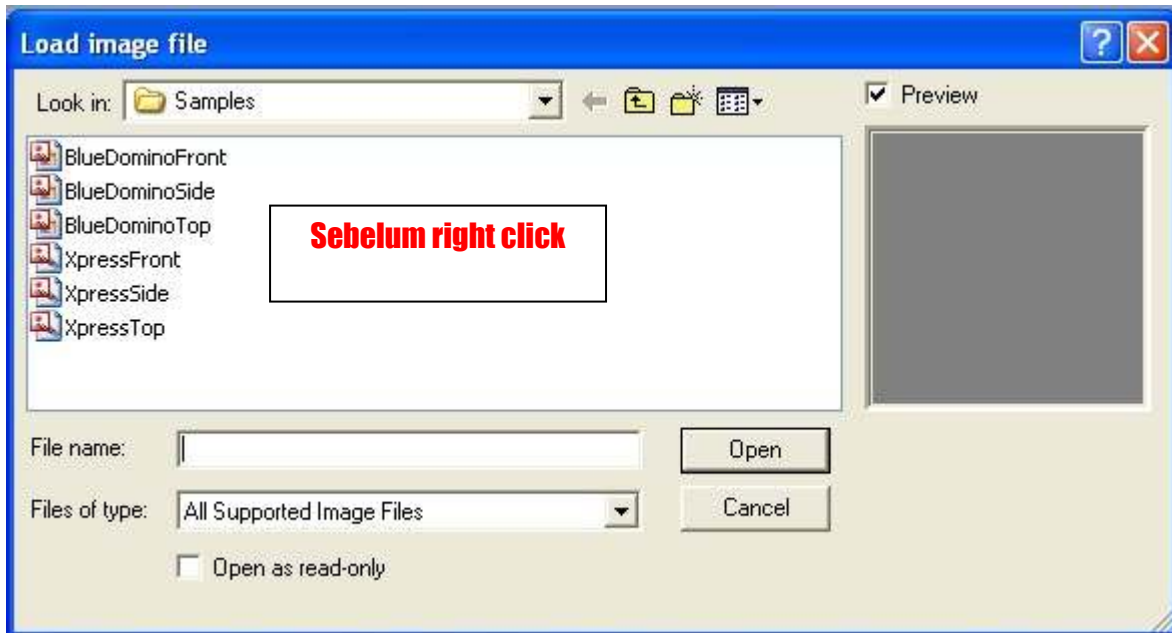 Load image file
Look in: Samples
Preview
BlueDominoFront
BlueDominoSide
BlueDominoTop
XpressFront
XpressSide
XpressTop
Sebelum right click
File name:
Open
Files of type: All Supported Image Files
Cancel
Open as read-only